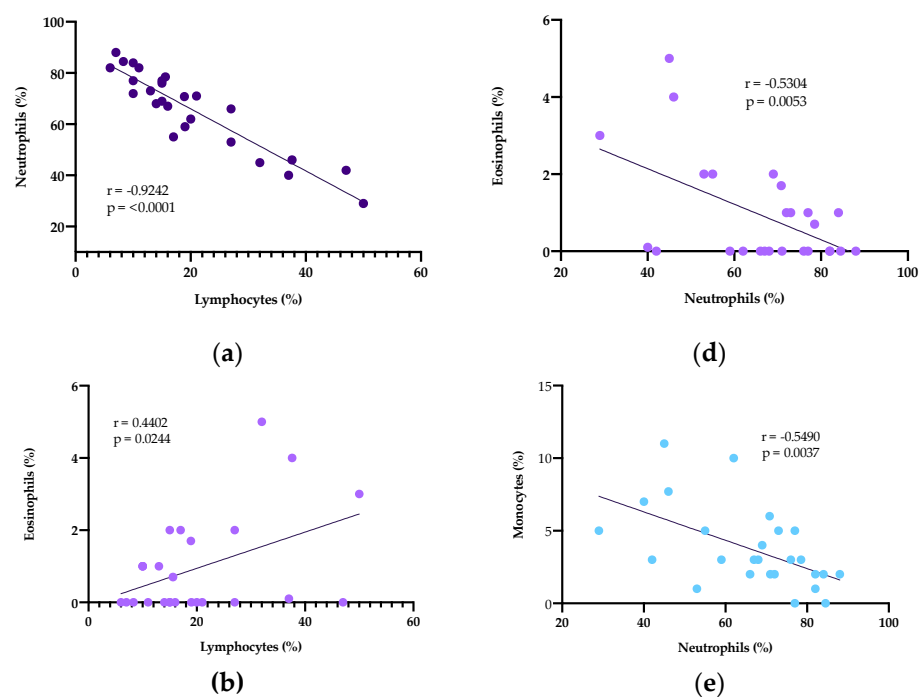 100
80
60
40
20
Neutrophils (%)
r = -0.9242
p = <0.0001
0
20
40
60
Lymphocytes (%)
(a)
6
4
2
0
Eosinophils (%)
r = -0.5304
p = 0.0053
20
40
60
80
100
Neutrophils (%)
(d)
6
4
2
0
Eosinophils (%)
r = 0.4402
p = 0.0244
0
20
40
60
Lymphocytes (%)
(b)
15
10
5
0
Monocytes (%)
r = -0.5490
p = 0.0037
20
40
60
80
100
Neutrophils (%)
(e)